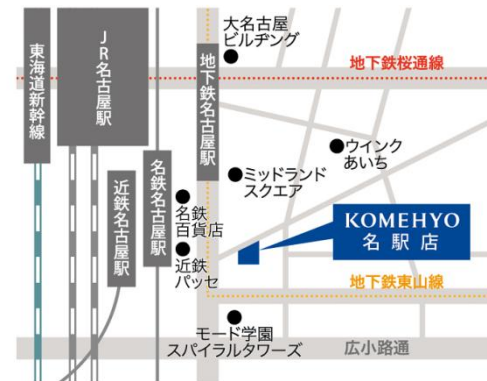 大名古屋
ビルヂング
東海道新幹線
JR名古屋駅
地下鉄名古屋駅
地下鉄桜通線
ウインク
あいち
ミッドランド
スクエア
名鉄名古屋駅
近鉄名古屋駅
名鉄
百貨店
KOMEHYO
名駅店
近鉄
パッセ
地下鉄東山線
モード学園
スパイラルタワーズ
広小路通